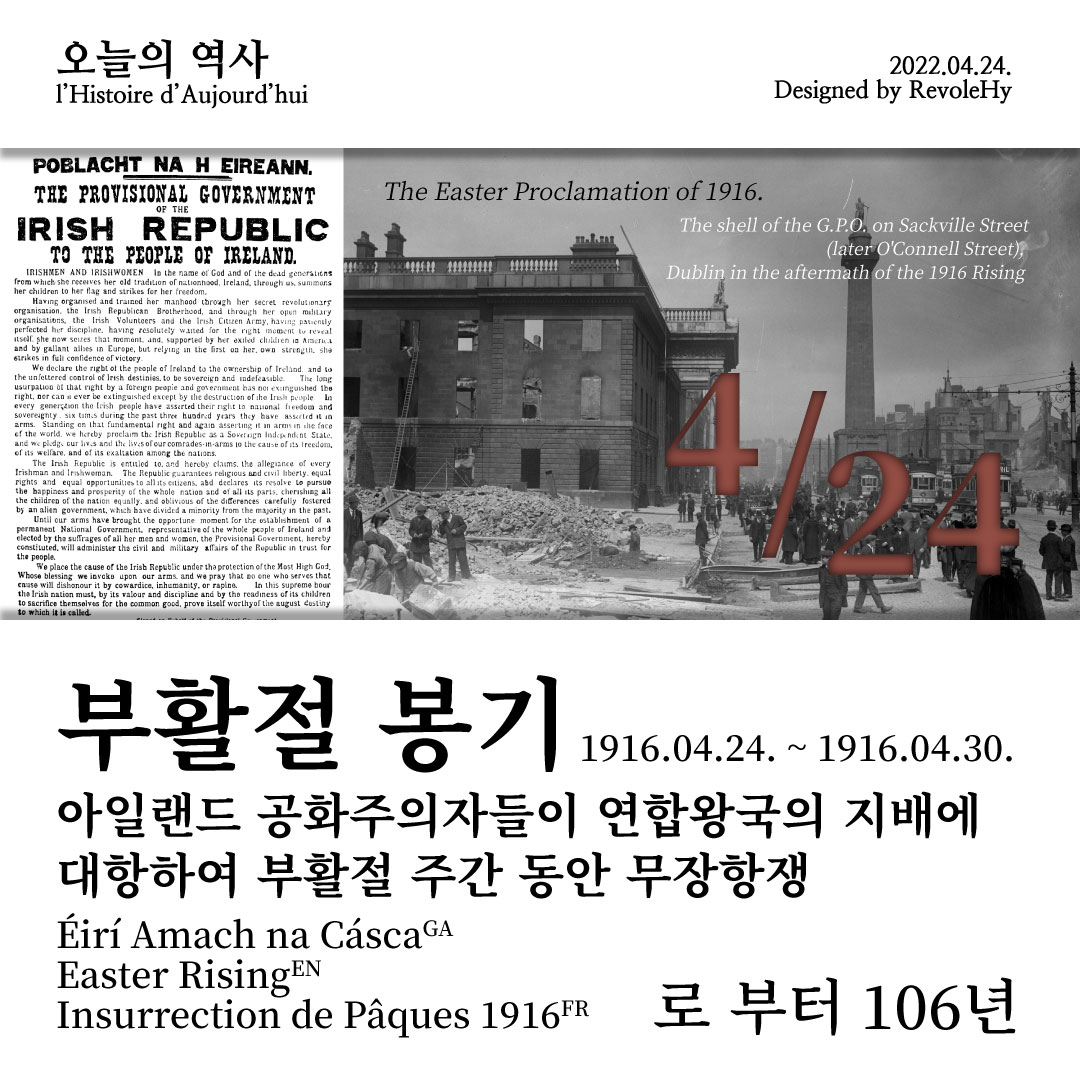 오늘의 역사
l'Histoire d'Aujourd'hui
2022.04.24.
Designed by RevoleHy
POBLACHT NA H EIREANN.
THE PROVISIONAL GOVERNMENT
OF THE
IRISH REPUBLIC
TO THE PEOPLE OF IRELAND.
IRISHMEN AND IRISHWOMEN In the name of God and of the dead generations
from which she receives her old tradition of nationhood, Ireland, through us, summons
her children to her flag and strikes for her freedom.
Having organised and trained her manhood through her secret revolutionary
organisation, the Irish Republican Brotherhood, and through her open military
organisations, the Irish Volunteers and the Irish Citizen Army, having patiently
perfected her discipline, having resolutely waited for the right moment to reveal
itself, she now seizes that moment, and, supported by her exiled children in America
and by gallant allies in Europe, but relying in the first on her own strength, she
strikes in full confidence of victory.
We declare the right of the people of Ireland to the ownership of Ireland, and to
the unfettered control of Irish destinies, to be sovereign and indefeasible. The long
usurpation of that right by a foreign people and government has not extinguished the
right, nor can it ever be extinguished except by the destruction of the Irish people. In
every generation the Irish people have asserted their right to national freedom and
sovereignty; six times during the past three hundred years they have asserted it in
arms. Standing on that fundamental right and again asserting it in arms in the face
of the world, we hereby proclaim the Irish Republic as a Sovereign Independent State,
and we pledge our lives and the lives of our comrades-in-arms to the cause of its freedom,
of its welfare, and of its exaltation among the nations.
The Irish Republic is entitled to, and hereby claims, the allegiance of every
Irishman and Irishwoman. The Republic guarantees religious and civil liberty, equal
rights and equal opportunities to all its citizens, and declares its resolve to pursue
the happiness and prosperity of the whole nation and of all its parts, cherishing all
the children of the nation equally, and oblivious of the differences carefully fostered
by an alien government, which have divided a minority from the majority in the past.
Until our arms have brought the opportune moment for the establishment of a
permanent National Government, representative of the whole people of Ireland and
elected by the suffrages of all her men and women, the Provisional Government, hereby
constituted, will administer the civil and military affairs of the Republic in trust for
the people.
We place the cause of the Irish Republic under the protection of the Most High God,
Whose blessing we invoke upon our arms, and we pray that no one who serves that
cause will dishonour it by cowardice, inhumanity, or rapine. In this supreme hour
the Irish nation must, by its valour and discipline and by the readiness of its children
to sacrifice themselves for the common good, prove itself worthy of the august destiny
to which it is called.
The Easter Proclamation of 1916.
The shell of the G.P.O. on Sackville Street
(later O'Connell Street),
Dublin in the aftermath of the 1916 Rising
4/24
부활절 봉기 1916.04.24. ~ 1916.04.30.
아일랜드 공화주의자들이 연합왕국의 지배에
대항하여 부활절 주간 동안 무장항쟁
Éirí Amach na Cásca GA
Easter Rising EN
Insurrection de Pâques 1916 FR
로 부터 106년